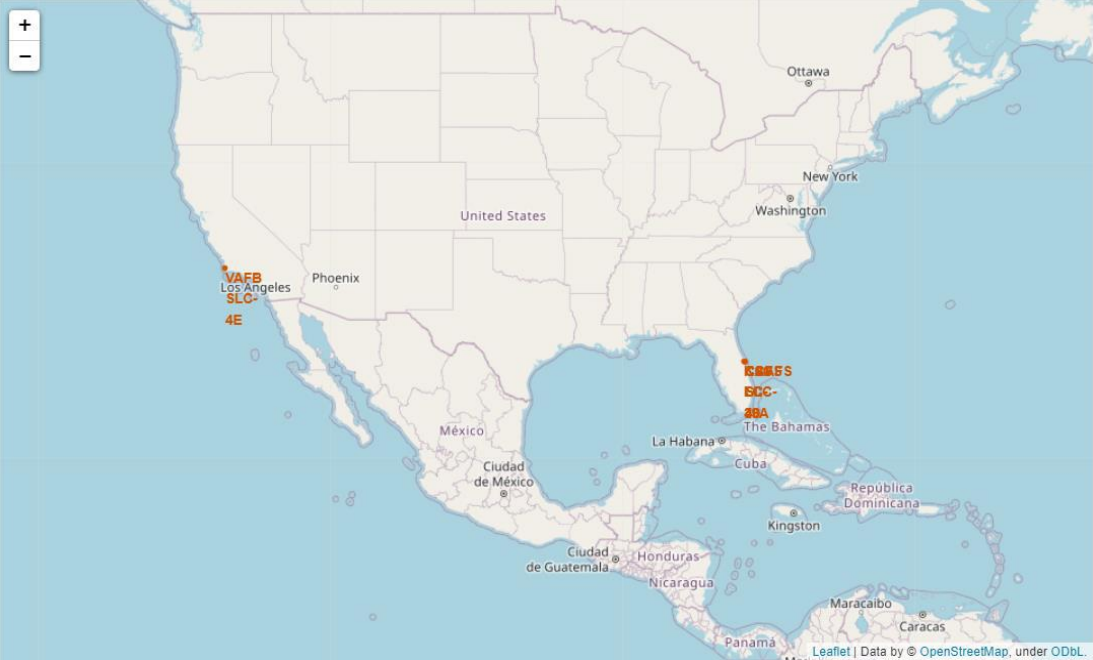 +
−
Ottawa
New York
Washington
United States
VAFB
SLC-
4E
Los Angeles
Phoenix
The Bahamas
La Habana
México
Cuba
Ciudad
de México
República
Dominicana
Kingston
Ciudad
de Guatemala
Honduras
Nicaragua
Maracaibo
Caracas
Panamá
Leaflet | Data by © OpenStreetMap, under ODbL.